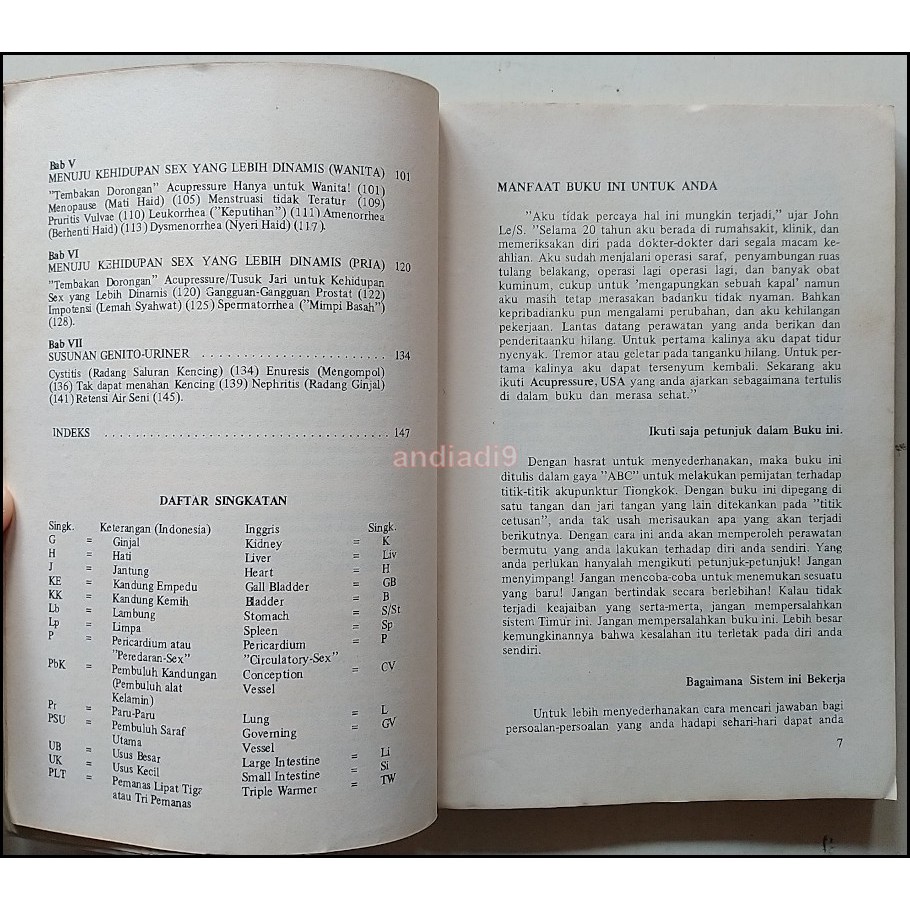 Bab V
MENUJU KEHIDUPAN SEX YANG LEBIH DINAMIS (WANITA) 101
"Tembakan Dorongan" Acupressure Hanya untuk Wanita! (101)
Menopause (Mati Haid) (105) Menstruasi tidak Teratur (109)
Pruritis Vulvae (110) Leukorrhea ("Keputihan") (111) Amenorrhea
(Berhenti Haid) (113) Dysmenorrhea (Nyeri Haid) (117).
Bab VI
MENUJU KEHIDUPAN SEX YANG LEBIH DINAMIS (PRIA) 120
"Tembakan Dorongan" Acupressure/Tusuk Jari untuk Kehidupan
Sex yang Lebih Dinamis (120) Gangguan-Gangguan Prostat (122)
Impotensi (Lemah Syahwat) (125) Spermatorrhea ("Mimpi Basah")
(128).
Bab VII
SUSUNAN GENITO-URINER . . . . . . . . . . . . . . . . . . . . . . . . 134
Cystitis (Radang Saluran Kencing) (134) Enuresis (Mengompol)
(136) Tak dapat menahan Kencing (139) Nephritis (Radang Ginjal)
(141) Retensi Air Seni (145).
INDEKS . . . . . . . . . . . . . . . . . . . . . . . . . . . . . . . . . . . . 147
DAFTAR SINGKATAN
Singk. Keterangan (Indonesia) Inggris Singk.
G = Ginjal Kidney = K
H = Hati Liver = Liv
J = Jantung Heart = H
KE = Kandung Empedu Gall Bladder = GB
KK = Kandung Kemih Bladder = B
Lb = Lambung Stomach = S/St
Lp = Limpa Spleen = Sp
P = Pericardium atau Pericardium = P
"Peredaran-Sex" "Circulatory-Sex"
PbK = Pembuluh Kandungan Conception = CV
(Pembuluh alat Vessel
Kelamin)
Pr = Paru-Paru Lung = L
PSU = Pembuluh Saraf Governing = GV
Utama Vessel
UB = Usus Besar Large Intestine = Li
UK = Usus Kecil Small Intestine = Si
PLT = Pemanas Lipat Tiga Triple Warmer = TW
atau Tri Pemanas
MANFAAT BUKU INI UNTUK ANDA
"Aku tidak percaya hal ini mungkin terjadi," ujar John
Le/S. "Selama 20 tahun aku berada di rumahsakit, klinik, dan
memeriksakan diri pada dokter-dokter dari segala macam ke-
ahlian. Aku sudah menjalani operasi saraf, penyambungan ruas
tulang belakang, operasi lagi operasi lagi, dan banyak obat
kuminum, cukup untuk 'mengapungkan sebuah kapal' namun
aku masih tetap merasakan badanku tidak nyaman. Bahkan
kepribadianku pun mengalami perubahan, dan aku kehilangan
pekerjaan. Lantas datang perawatan yang anda berikan dan
penderitaanku hilang. Untuk pertama kalinya aku dapat tidur
nyenyak. Tremor atau geletar pada tanganku hilang. Untuk per-
tama kalinya aku dapat tersenyum kembali. Sekarang aku
ikuti Acupressure, USA yang anda ajarkan sebagaimana tertulis
di dalam buku dan merasa sehat."
Ikuti saja petunjuk dalam Buku ini.
Dengan hasrat untuk menyederhanakan, maka buku ini
ditulis dalam gaya "ABC" untuk melakukan pemijatan terhadap
titik-titik akupunktur Tiongkok. Dengan buku ini dipegang di
satu tangan dan jari tangan yang lain ditekankan pada "titik
cetusan", anda tak usah merisaukan apa yang akan terjadi
berikutnya. Dengan cara ini anda akan memperoleh perawatan
bermutu yang anda lakukan terhadap diri anda sendiri. Yang
anda perlukan hanyalah mengikuti petunjuk-petunjuk! Jangan
menyimpang! Jangan mencoba-coba untuk menemukan sesuatu
yang baru! Jangan bertindak secara berlebihan! Kalau tidak
terjadi keajaiban yang serta-merta, jangan mempersalahkan
sistem Timur ini. Jangan mempersalahkan buku ini. Lebih besar
kemungkinannya bahwa kesalahan itu terletak pada diri anda
sendiri.
Bagaimana Sistem ini Bekerja
Untuk lebih menyederhanakan cara mencari jawaban bagi
persoalan-persoalan yang anda hadapi sehari-hari dapat anda
7
andiadi9